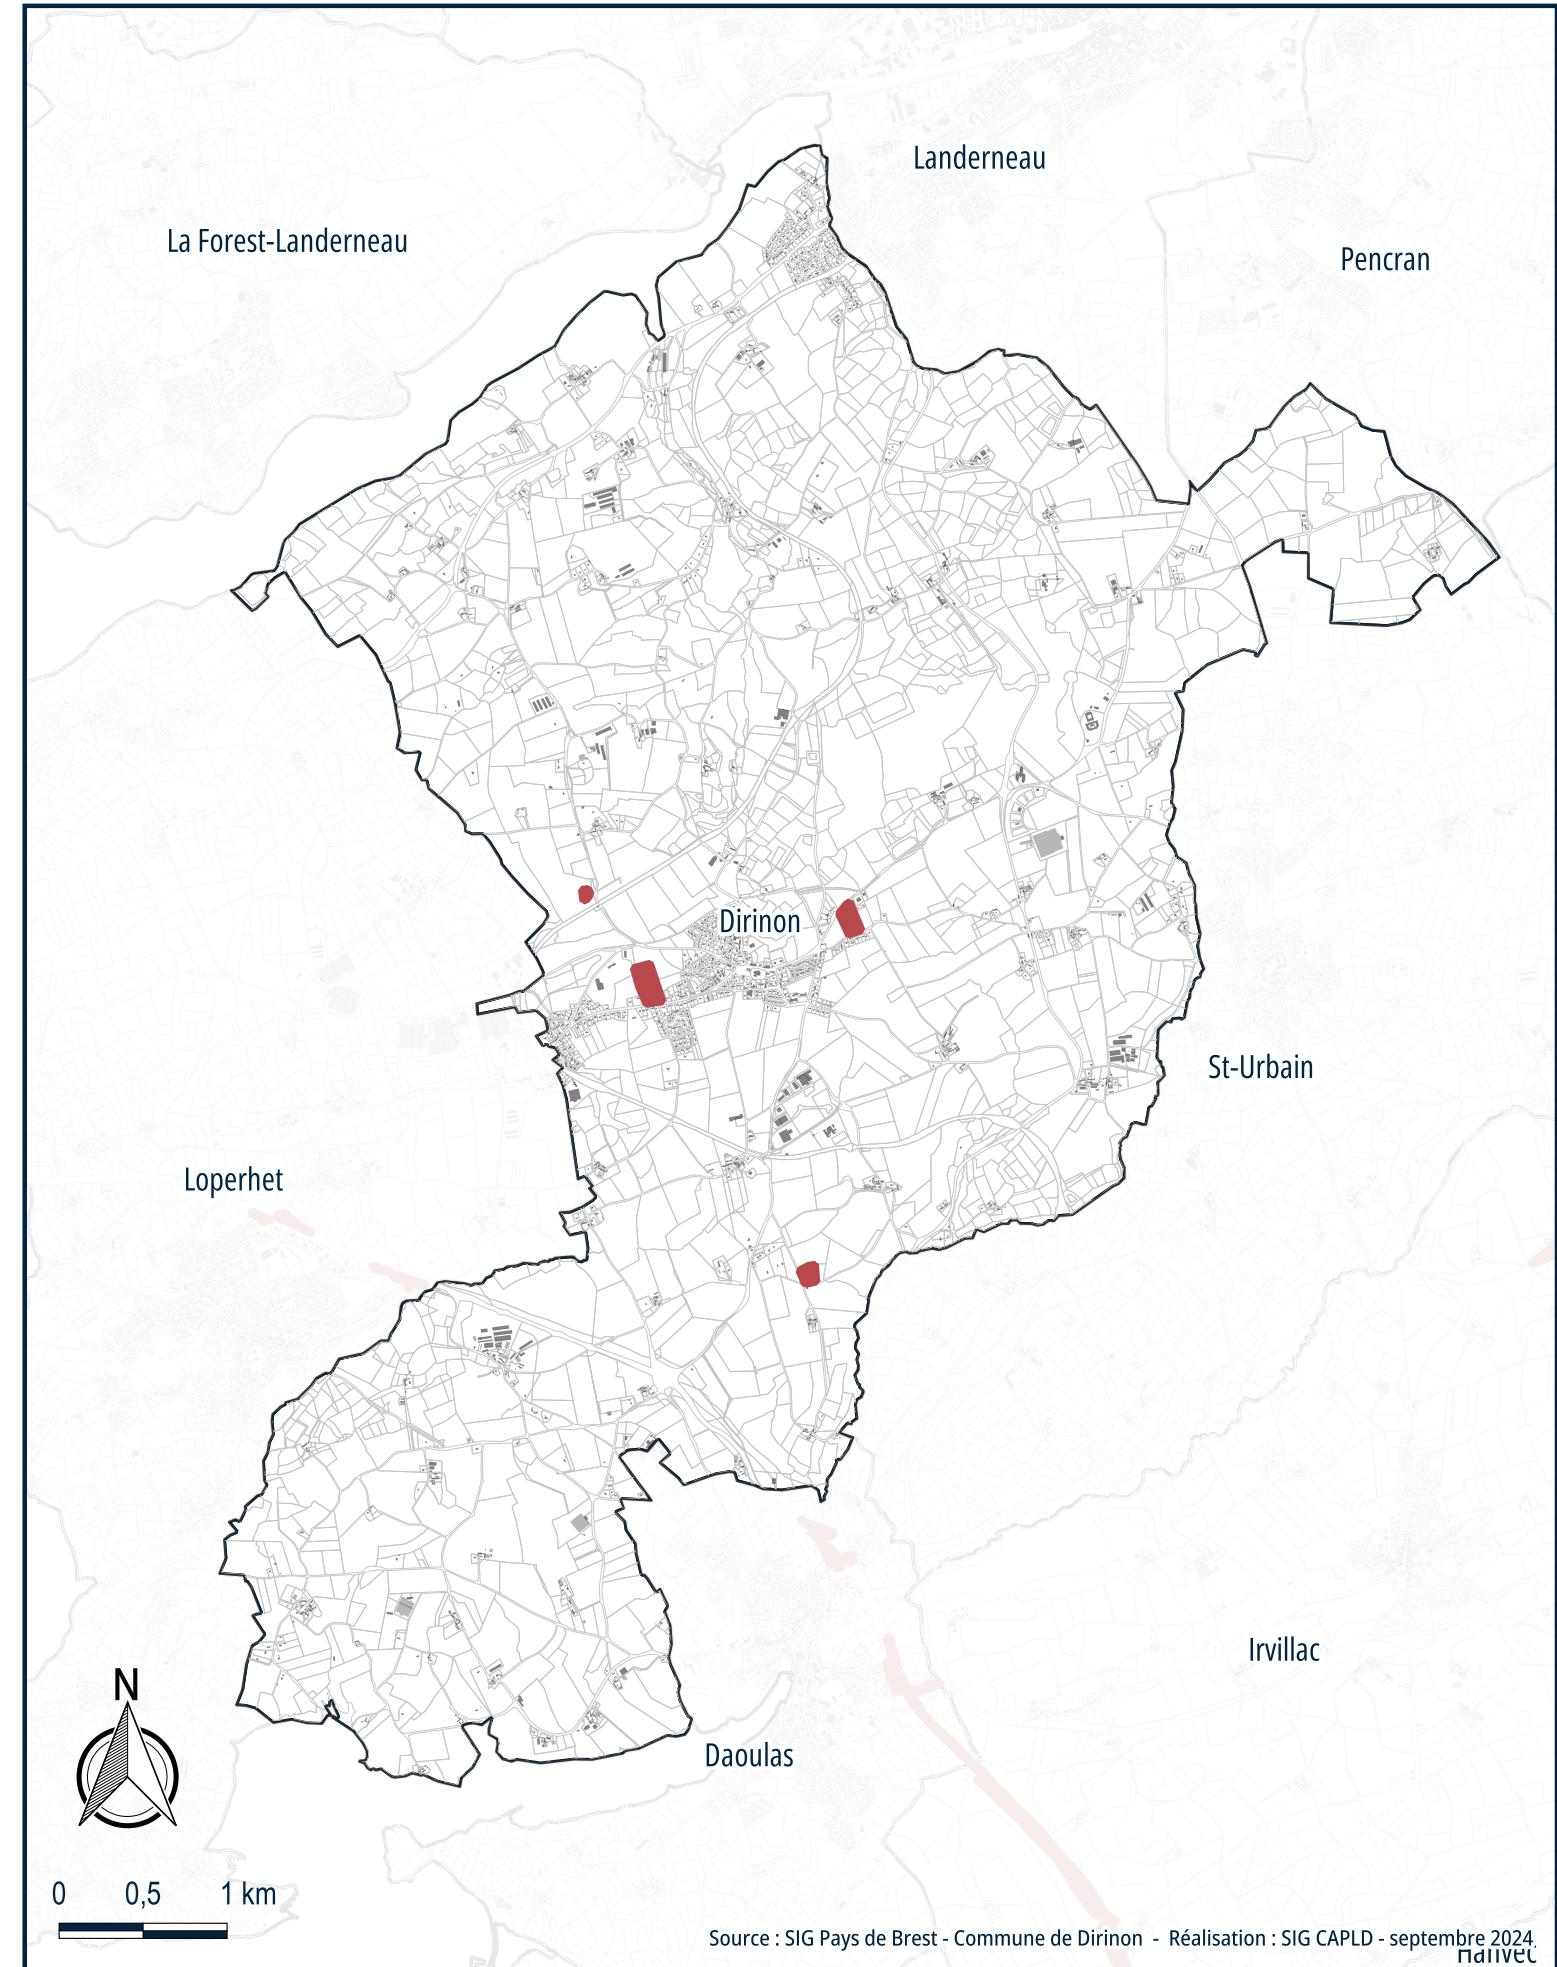 Landerneau
La Forest-Landerneau
Pencran
Dirinon
St-Urbain
Loperhet
Irvillac
N
Daoulas
0 0,5 1 km
Source : SIG Pays de Brest - Commune de Dirinon - Réalisation : SIG CAPLD - septembre 2024
Hanvec